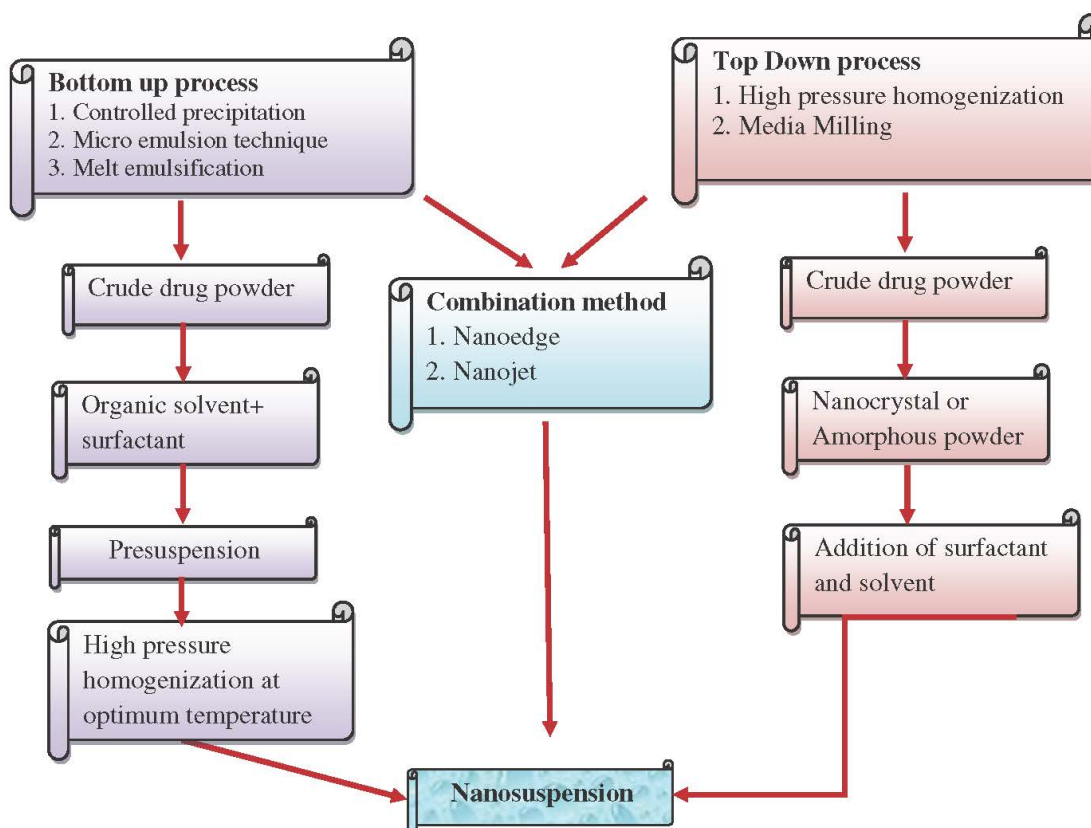 Bottom up process
1. Controlled precipitation
2. Micro emulsion technique
3. Melt emulsification
Top Down process
1. High pressure homogenization
2. Media Milling
Crude drug powder
Organic solvent+
surfactant
Presuspension
High pressure
homogenization at
optimum temperature
Combination method
1. Nanoedge
2. Nanojet
Crude drug powder
Nanocrystal or
Amorphous powder
Addition of surfactant
and solvent
Nanosuspension